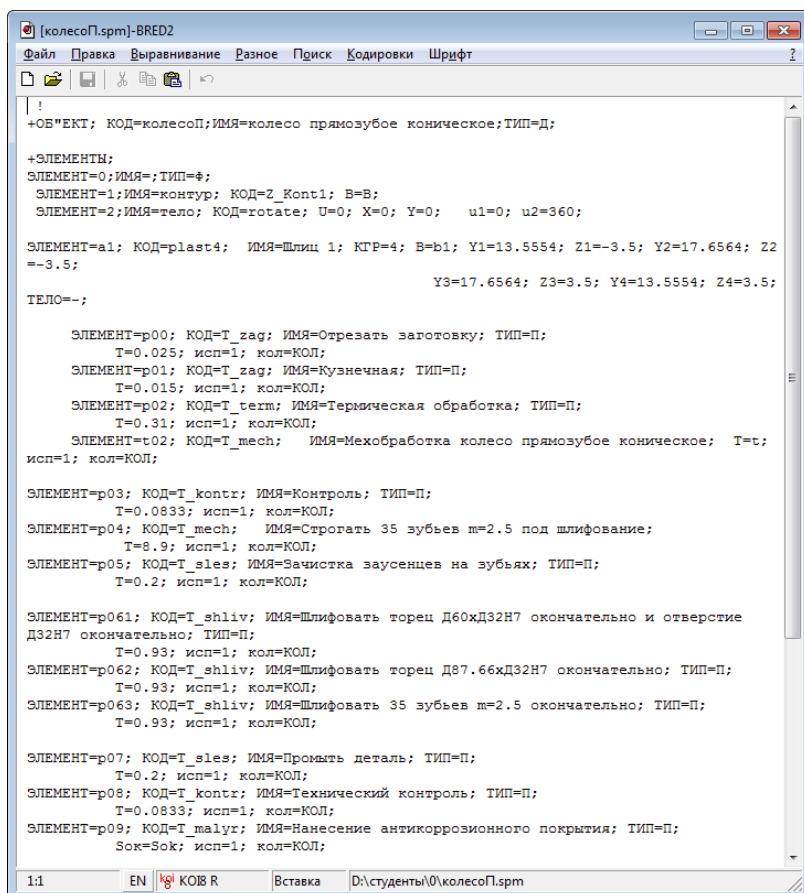 [колесоП.spm]-BRED2
Файл Правка Выравнивание Разное Поиск Кодировки Шрифт ?
!
+ОБ"ЕКТ; КОД=колесоП;ИМЯ=колесо прямозубое коническое;ТИП=Д;
+ЭЛЕМЕНТЫ;
ЭЛЕМЕНТ=0;ИМЯ=;ТИП=Ф;
ЭЛЕМЕНТ=1;ИМЯ=контур; КОД=Z_Kont1; B=B;
ЭЛЕМЕНТ=2;ИМЯ=тело; КОД=rotate; U=0; X=0; Y=0; u1=0; u2=360;
ЭЛЕМЕНТ=a1; КОД=plast4; ИМЯ=Шлиц 1; КГР=4; B=b1; Y1=13.5554; Z1=-3.5; Y2=17.6564; Z2
=-3.5;
Y3=17.6564; Z3=3.5; Y4=13.5554; Z4=3.5;
ТЕЛО=-;
ЭЛЕМЕНТ=p00; КОД=T_zag; ИМЯ=Отрезать заготовку; ТИП=П;
T=0.025; исп=1; кол=КОЛ;
ЭЛЕМЕНТ=p01; КОД=T_zag; ИМЯ=Кузнечная; ТИП=П;
T=0.015; исп=1; кол=КОЛ;
ЭЛЕМЕНТ=p02; КОД=T_term; ИМЯ=Термическая обработка; ТИП=П;
T=0.31; исп=1; кол=КОЛ;
ЭЛЕМЕНТ=t02; КОД=T_mech; ИМЯ=Мехобработка колесо прямозубое коническое; T=t;
исп=1; кол=КОЛ;
ЭЛЕМЕНТ=p03; КОД=T_kontr; ИМЯ=Контроль; ТИП=П;
T=0.0833; исп=1; кол=КОЛ;
ЭЛЕМЕНТ=p04; КОД=T_mech; ИМЯ=Строгать 35 зубьев m=2.5 под шлифование;
T=8.9; исп=1; кол=КОЛ;
ЭЛЕМЕНТ=p05; КОД=T_sles; ИМЯ=Зачистка заусенцев на зубьях; ТИП=П;
T=0.2; исп=1; кол=КОЛ;
ЭЛЕМЕНТ=p061; КОД=T_shliv; ИМЯ=Шлифовать торец Д60хД32Н7 окончательно и отверстие
Д32Н7 окончательно; ТИП=П;
T=0.93; исп=1; кол=КОЛ;
ЭЛЕМЕНТ=p062; КОД=T_shliv; ИМЯ=Шлифовать торец Д87.66хД32Н7 окончательно; ТИП=П;
T=0.93; исп=1; кол=КОЛ;
ЭЛЕМЕНТ=p063; КОД=T_shliv; ИМЯ=Шлифовать 35 зубьев m=2.5 окончательно; ТИП=П;
T=0.93; исп=1; кол=КОЛ;
ЭЛЕМЕНТ=p07; КОД=T_sles; ИМЯ=Промыть деталь; ТИП=П;
T=0.2; исп=1; кол=КОЛ;
ЭЛЕМЕНТ=p08; КОД=T_kontr; ИМЯ=Технический контроль; ТИП=П;
T=0.0833; исп=1; кол=КОЛ;
ЭЛЕМЕНТ=p09; КОД=T_malyr; ИМЯ=Нанесение антикоррозионного покрытия; ТИП=П;
Sок=Sok; исп=1; кол=КОЛ;
1:1 EN KOI8 R Вставка D:\студенты\0\колесоП.spm